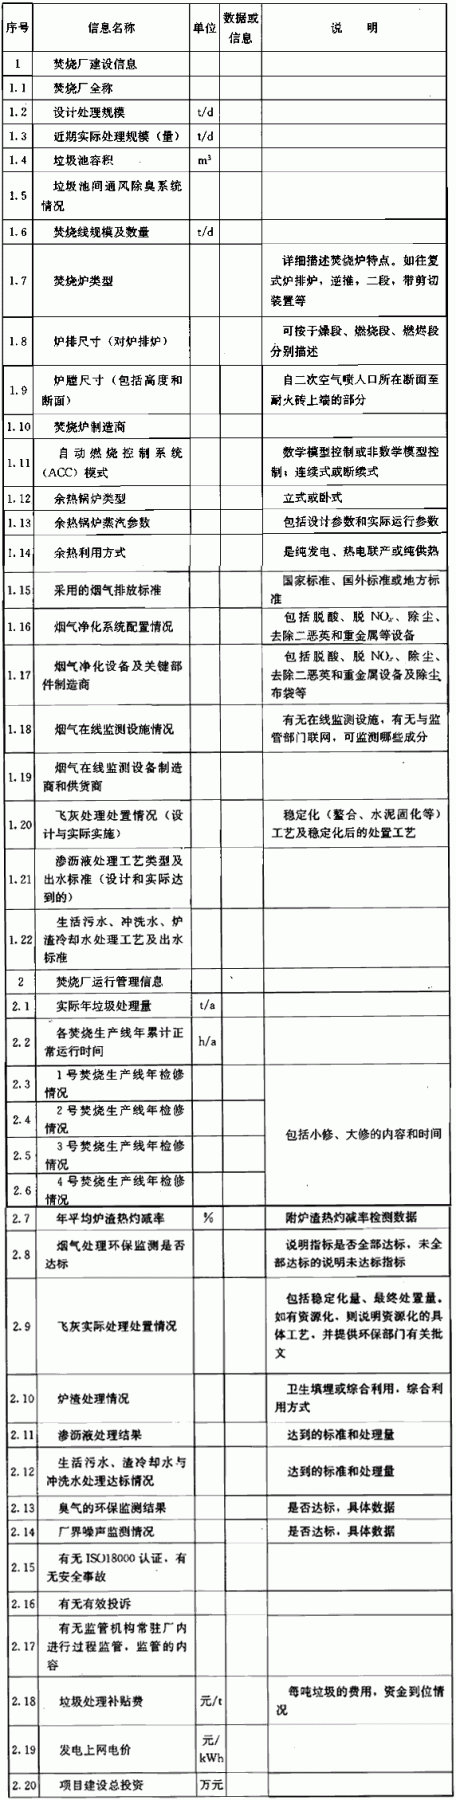 序号 信息名称 单位 数据或信息 说 明
1 焚烧厂建设信息
1.1 焚烧厂全称
1.2 设计处理规模 t/d
1.3 近期实际处理规模（量） t/d
1.4 垃圾池容积 m³
1.5 垃圾池间通风除臭系统
情况
1.6 焚烧线规模及数量 t/d
1.7 焚烧炉类型 详细描述焚烧炉特点。如往复
式炉排炉，逆推，二段，带剪切
装置等
1.8 炉排尺寸（对炉排炉） 可按干燥段、燃烧段、燃烬段
分别描述
1.9 炉膛尺寸（包括高度和
断面） 自二次空气喷入口所在断面至
耐火砖上端的部分
1.10 焚烧炉制造商
1.11 自动燃烧控制系统
（ACC）模式 数学模型控制或非数学模型控
制；连续式或断续式
1.12 余热锅炉类型 立式或卧式
1.13 余热锅炉蒸汽参数 包括设计参数和实际运行参数
1.14 余热利用方式 是纯发电、热电联产或纯供热
1.15 采用的烟气排放标准 国家标准、国外标准或地方标
准
1.16 烟气净化系统配置情况 包括脱酸、脱 NOₓ、除尘、
去除二恶英和重金属等设备
1.17 烟气净化设备及关键部
件制造商 包括脱酸、脱 NOₓ、除尘、
去除二恶英和重金属设备及除尘
布袋等
1.18 烟气在线监测设施情况 有无在线监测设施，有无与监
管部门联网，可监测哪些成分
1.19 烟气在线监测设备制造
商和供货商
1.20 飞灰处理处置情况（设
计与实际实施） 稳定化（螯合、水泥固化等）
工艺及稳定化后的处置工艺
1.21 渗沥液处理工艺类型及
出水标准（设计和实际达
到的）
1.22 生活污水、冲洗水、炉
渣冷却水处理工艺及出水
标准
2 焚烧厂运行管理信息
2.1 实际年垃圾处理量 t/a
2.2 各焚烧生产线年累计正
常运行时间 h/a
2.3 1号焚烧生产线年检修
情况
2.4 2号焚烧生产线年检修
情况
2.5 3号焚烧生产线年检修
情况
2.6 4号焚烧生产线年检修
情况
包括小修、大修的内容和时间
2.7 年平均炉渣热灼减率 % 附炉渣热灼减率检测数据
2.8 烟气处理环保监测是否
达标 说明指标是否全部达标，未全
部达标的说明未达标指标
2.9 飞灰实际处理处置情况 包括稳定化量、最终处置量。
如有资源化，则说明资源化的具
体工艺，并提供环保部门有关批
文
2.10 炉渣处理情况 卫生填埋或综合利用，综合利
用方式
2.11 渗沥液处理结果 达到的标准和处理量
2.12 生活污水、渣冷却水与
冲洗水处理达标情况 达到的标准和处理量
2.13 臭气的环保监测结果 是否达标，具体数据
2.14 厂界噪声监测情况 是否达标，具体数据
2.15 有无ISO18000认证，有
无安全事故
2.16 有无有效投诉
2.17 有无监管机构常驻厂内
进行过程监管，监管的内
容
2.18 垃圾处理补贴费 元/t 每吨垃圾的费用，资金到位情
况
2.19 发电上网电价 元/
kWh
2.20 项目建设总投资 万元